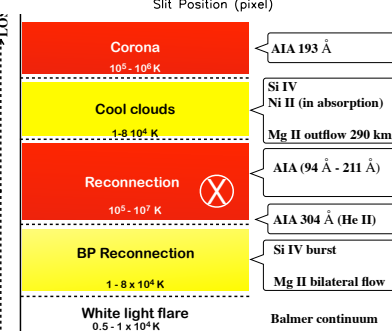 Slit Position (pixel)
LOS
Corona
10⁵ - 10⁶ K
AIA 193 Å
Cool clouds
1-8 10⁴ K
Si IV
Ni II (in absorption)
Mg II outflow 290 km
Reconnection
10⁵ - 10⁷ K
AIA (94 Å - 211 Å)
AIA 304 Å (He II)
BP Reconnection
1 - 8 x 10⁴ K
Si IV burst
Mg II bilateral flow
White light flare
0.5 - 1 x 10⁴ K
Balmer continuum